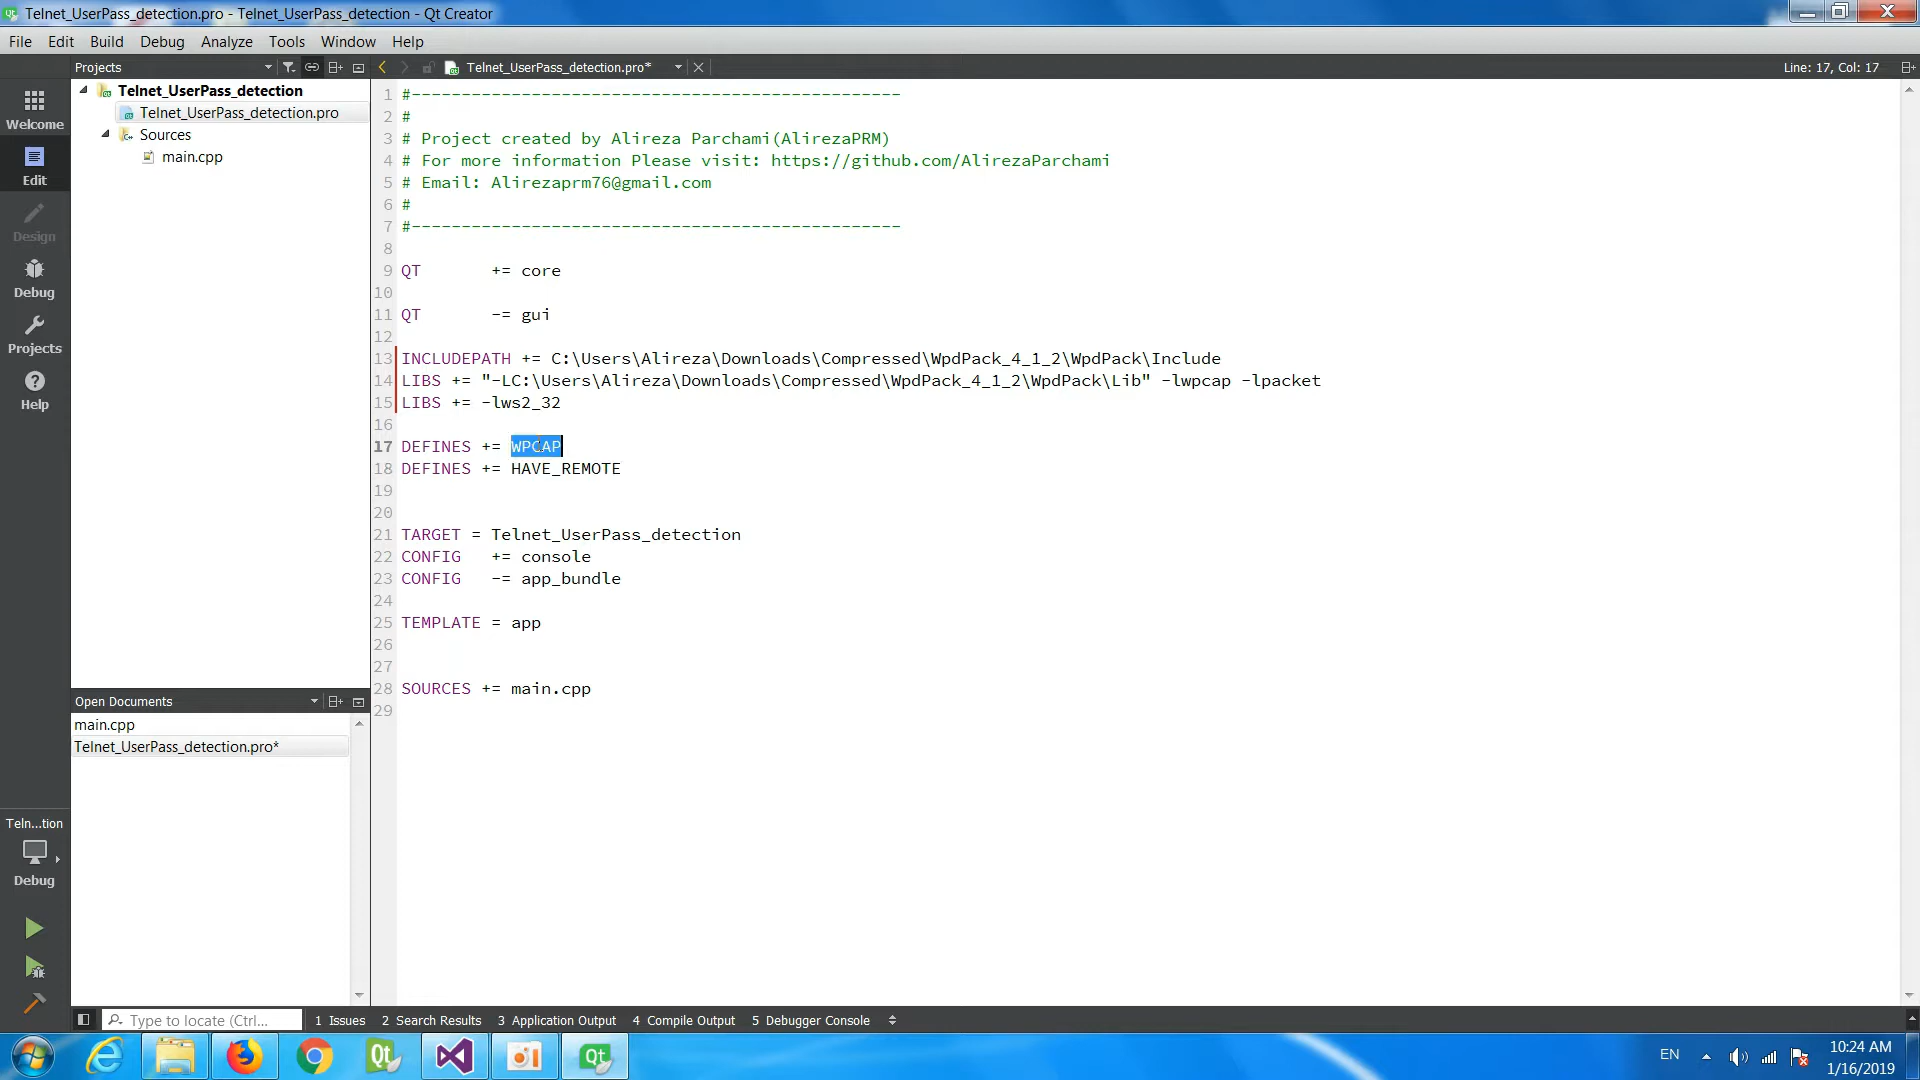 Telnet_UserPass_detection.pro - Telnet_UserPass_detection - Qt Creator
File Edit Build Debug Analyze Tools Window Help
Projects
Telnet_UserPass_detection.pro*
Line: 17, Col: 17
Welcome
Edit
Design
Debug
Projects
Help
Telnet_UserPass_detection
Telnet_UserPass_detection.pro
Sources
main.cpp
1 #-------------------------------------------------
2 #
3 # Project created by Alireza Parchami(AlirezaPRM)
4 # For more information Please visit: https://github.com/AlirezaParchami
5 # Email: Alirezaprm76@gmail.com
6 #
7 #-------------------------------------------------
8
9 QT += core
10
11 QT -= gui
12
13 INCLUDEPATH += C:\Users\Alireza\Downloads\Compressed\WpdPack_4_1_2\WpdPack\Include
14 LIBS += "-LC:\Users\Alireza\Downloads\Compressed\WpdPack_4_1_2\WpdPack\Lib" -lwpcap -lpacket
15 LIBS += -lws2_32
16
17 DEFINES += WPCAP
18 DEFINES += HAVE_REMOTE
19
20
21 TARGET = Telnet_UserPass_detection
22 CONFIG += console
23 CONFIG -= app_bundle
24
25 TEMPLATE = app
26
27
28 SOURCES += main.cpp
29
Open Documents
main.cpp
Telnet_UserPass_detection.pro*
Teln...tion
Debug
Type to locate (Ctrl...
1 Issues 2 Search Results 3 Application Output 4 Compile Output 5 Debugger Console
EN
10:24 AM
1/16/2019